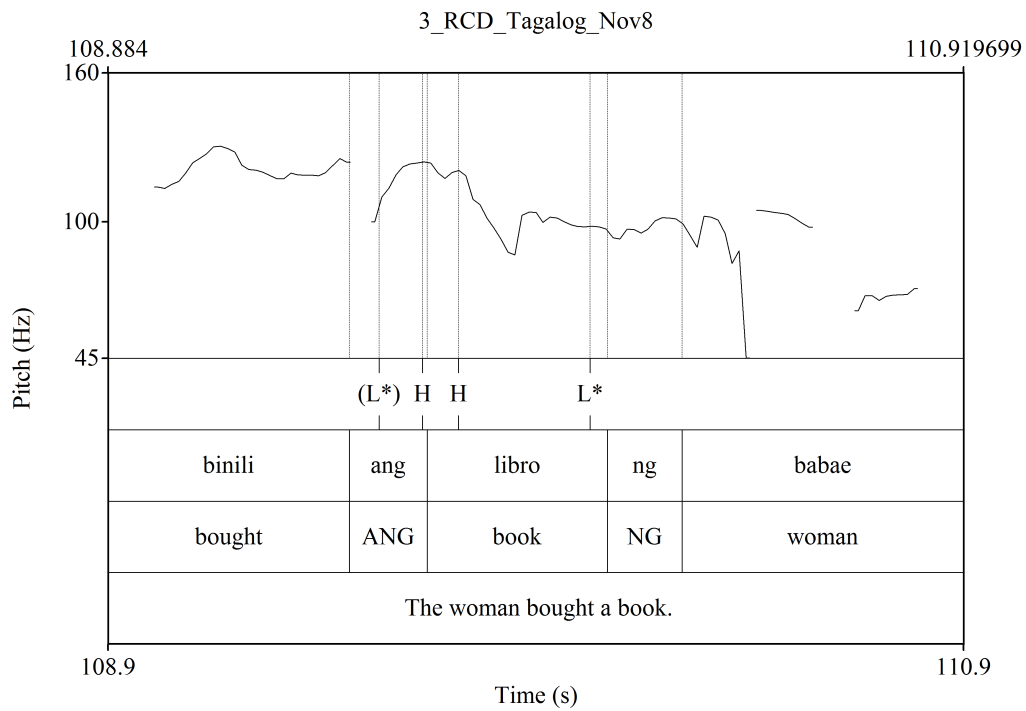 3_RCD_Tagalog_Nov8
108.884 110.919699
160
100
45
Pitch (Hz)
(L*) H H L*
binili ang libro ng babae
bought ANG book NG woman
The woman bought a book.
108.9 110.9
Time (s)